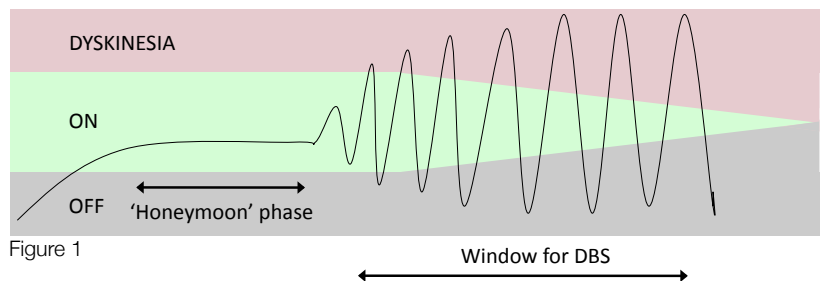 DYSKINESIA
ON
OFF
'Honeymoon' phase
Figure 1
Window for DBS